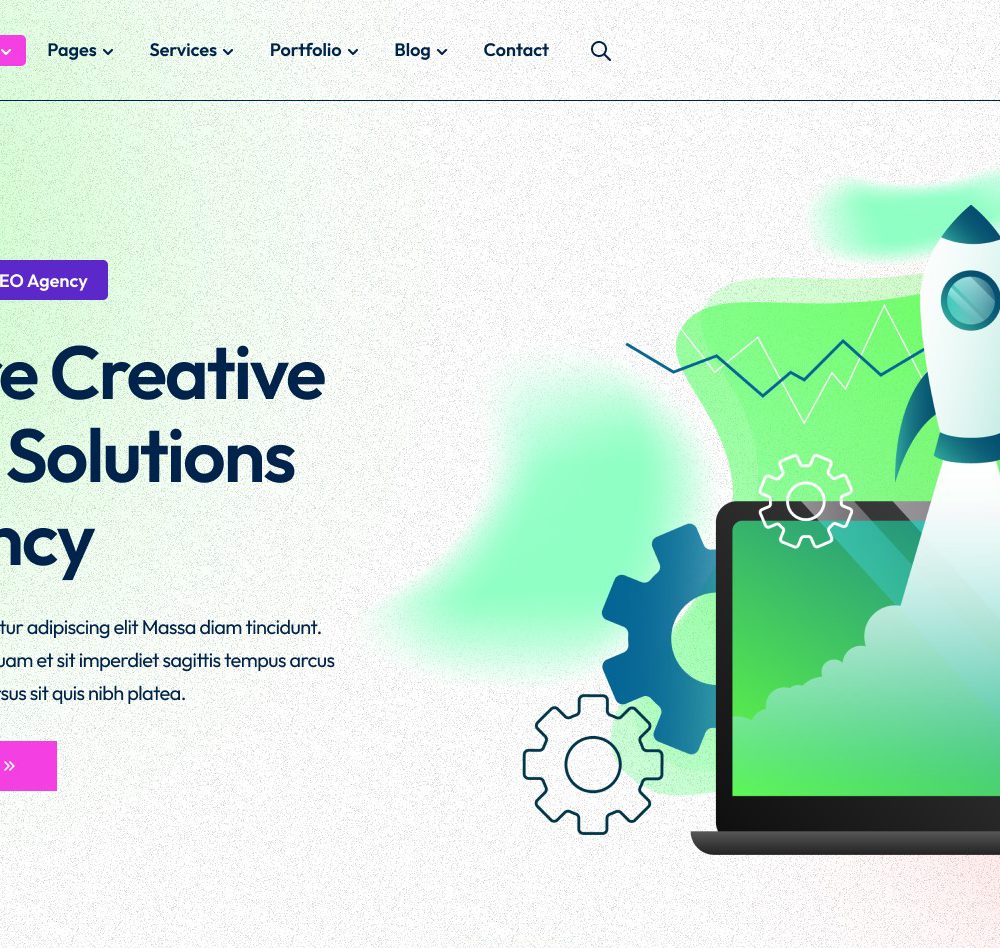 Pages Services Portfolio Blog Contact
EO Agency
re Creative
Solutions
ncy
tur adipiscing elit Massa diam tincidunt.
uam et sit imperdiet sagittis tempus arcus
rsus sit quis nibh platea.
»